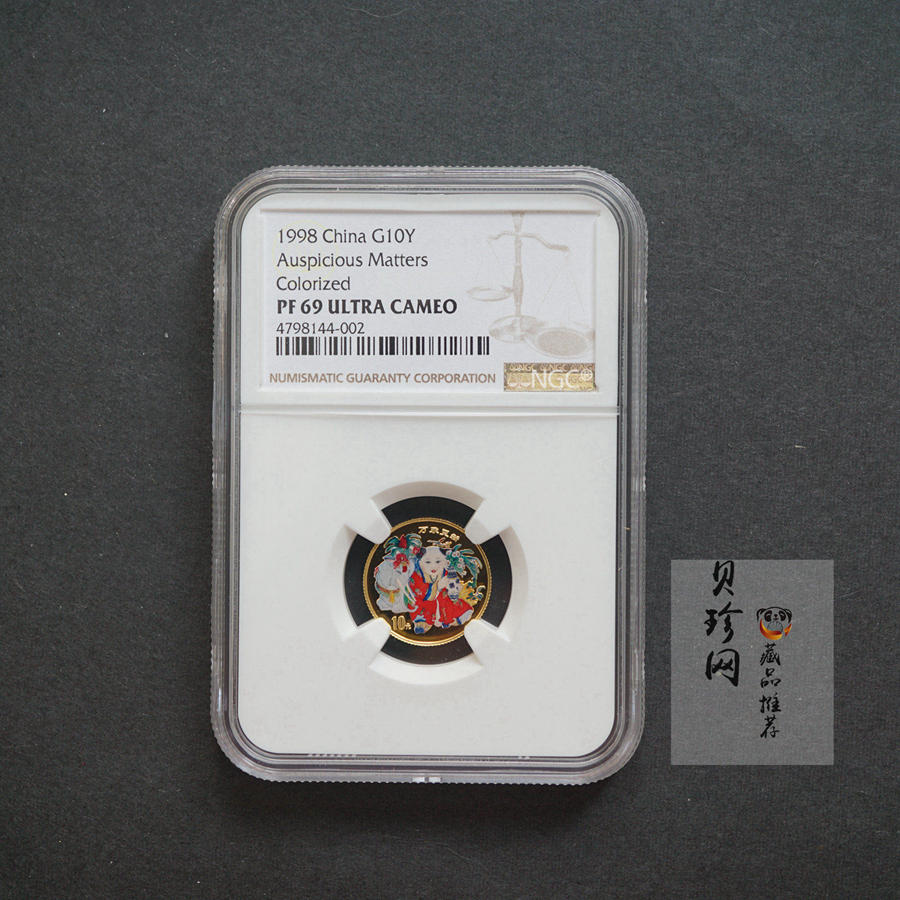 1998 China G10Y
Auspicious Matters
Colorized
PF 69 ULTRA CAMEO
4798144-002
NUMISMATIC GUARANTY CORPORATION
NGC®
10元
贝珍网
藏品推荐